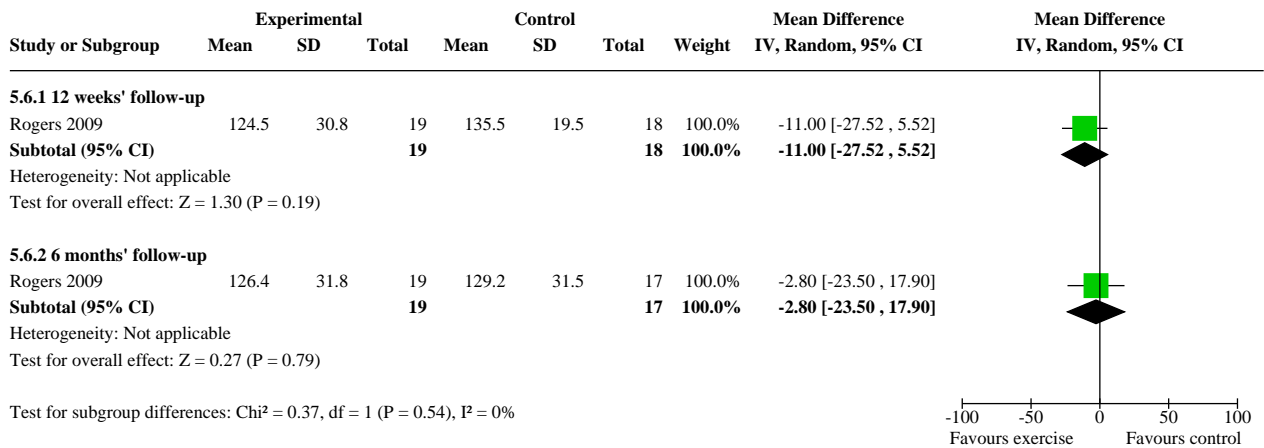 Experimental Control Mean Difference Mean Difference
Study or Subgroup Mean SD Total Mean SD Total Weight IV, Random, 95% CI IV, Random, 95% CI
5.6.1 12 weeks' follow-up
Rogers 2009 124.5 30.8 19 135.5 19.5 18 100.0% -11.00 [-27.52 , 5.52]
Subtotal (95% CI) 19 18 100.0% -11.00 [-27.52 , 5.52]
Heterogeneity: Not applicable
Test for overall effect: Z = 1.30 (P = 0.19)
5.6.2 6 months' follow-up
Rogers 2009 126.4 31.8 19 129.2 31.5 17 100.0% -2.80 [-23.50 , 17.90]
Subtotal (95% CI) 19 17 100.0% -2.80 [-23.50 , 17.90]
Heterogeneity: Not applicable
Test for overall effect: Z = 0.27 (P = 0.79)
Test for subgroup differences: Chi² = 0.37, df = 1 (P = 0.54), I² = 0%
-100 -50 0 50 100
Favours exercise Favours control